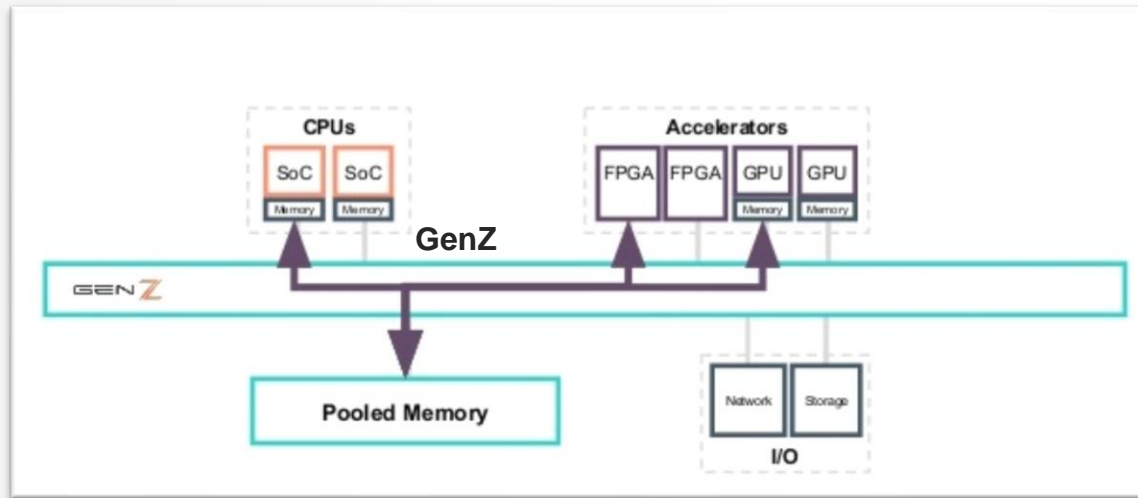 CPUs
Accelerators
SoC SoC
FPGA FPGA GPU GPU
Memory Memory
Memory Memory
GenZ
GEN Z
Pooled Memory
Network Storage
I/O